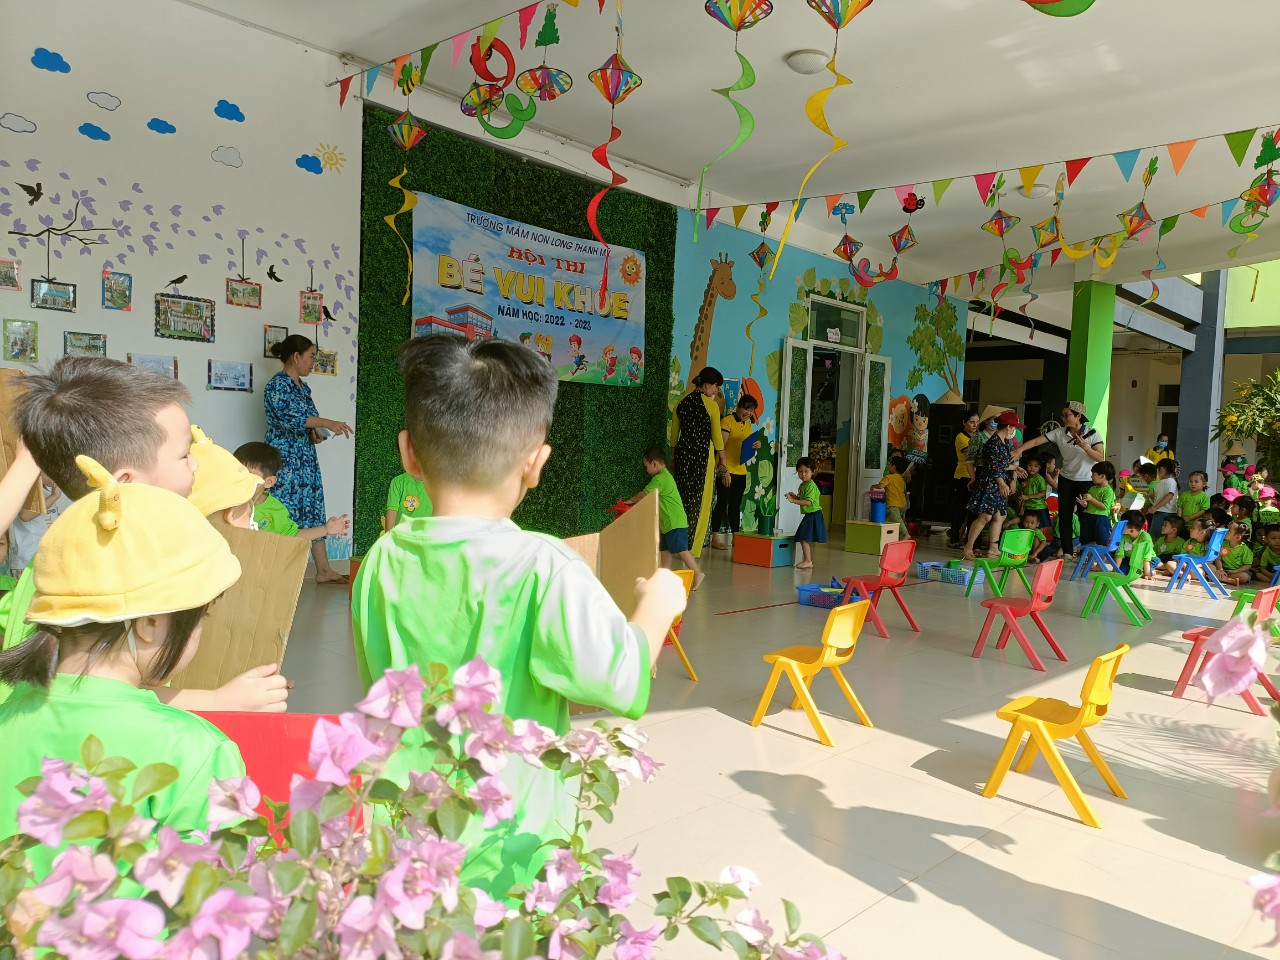 TRƯỜNG MẦM NON LONG THẠNH MỸ
HỘI THI
BÉ VUI KHỎE
NĂM HỌC: 2022 - 2023